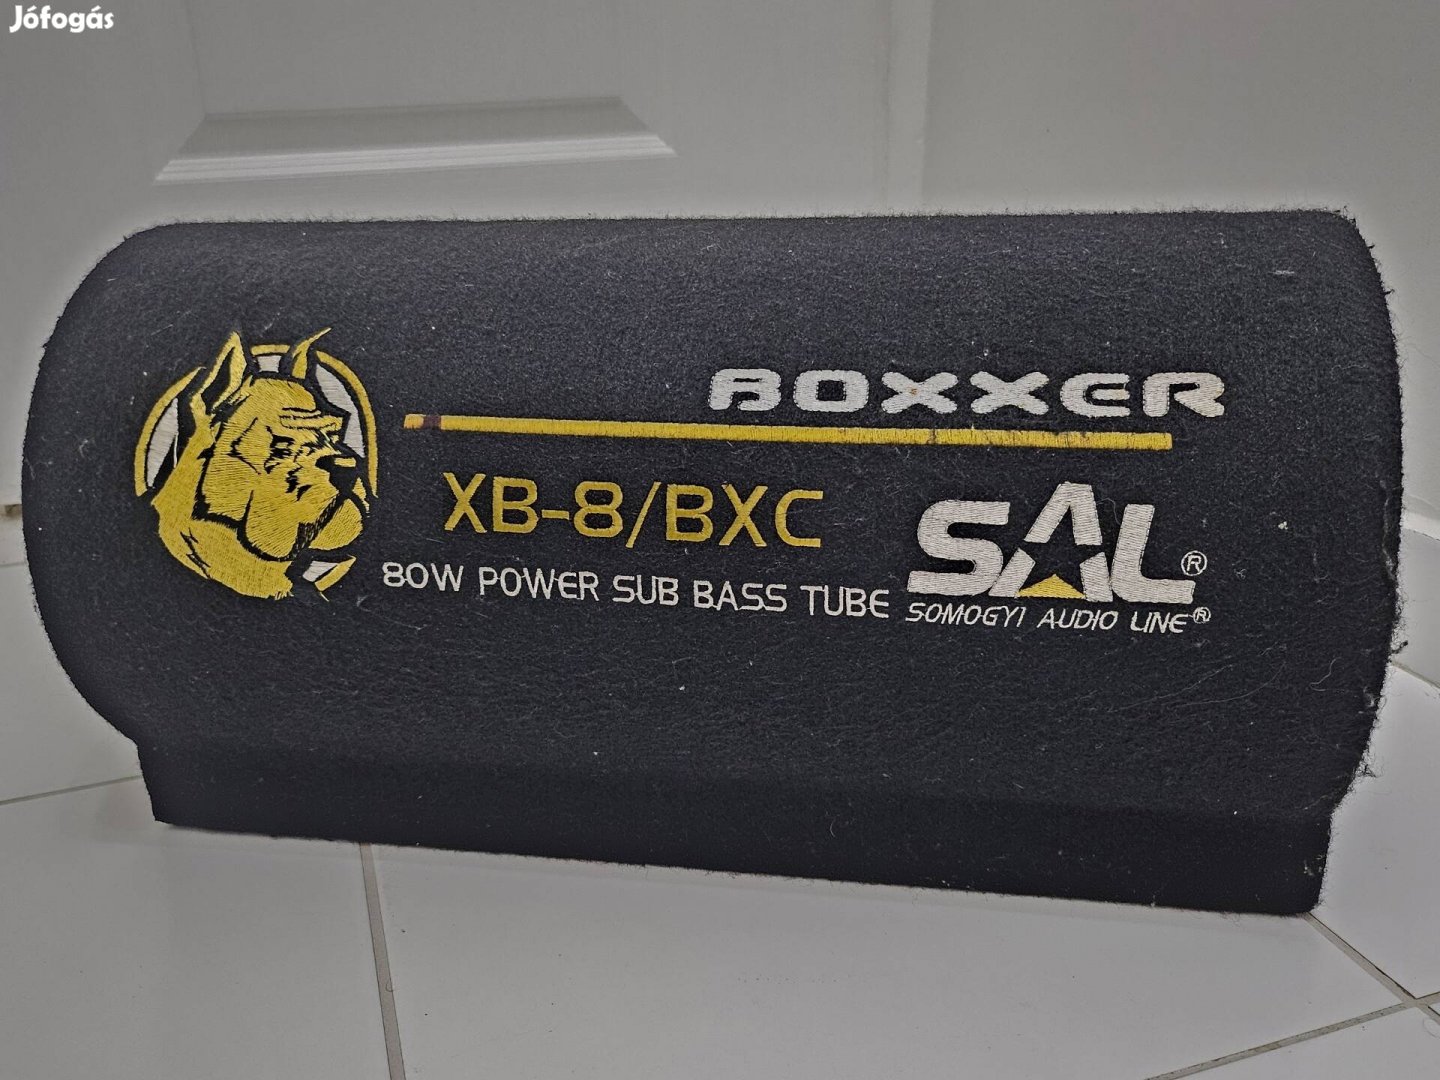 Jófogás
BOXXER
XB-8/BXC
SAL®
80W POWER SUB BASS TUBE
SOMOGYI AUDIO LINE®